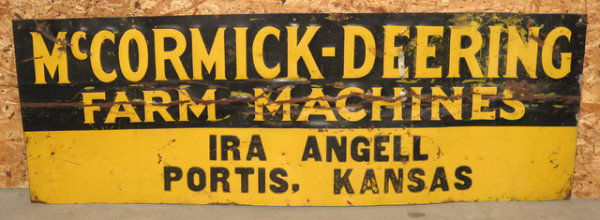 McCORMICK-DEERING
FARM MACHINES
IRA ANGELL
PORTIS, KANSAS